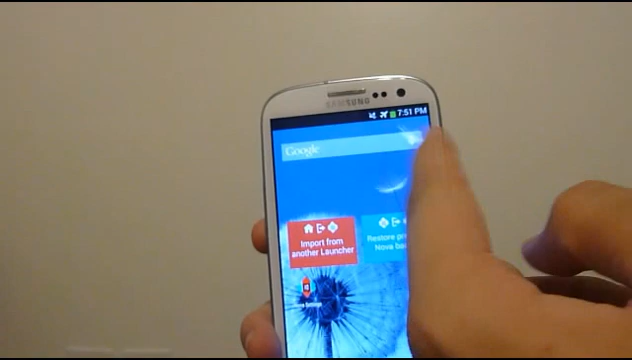 SAMSUNG
7:51 PM
Google
Import from
another Launcher
Restore
Nova